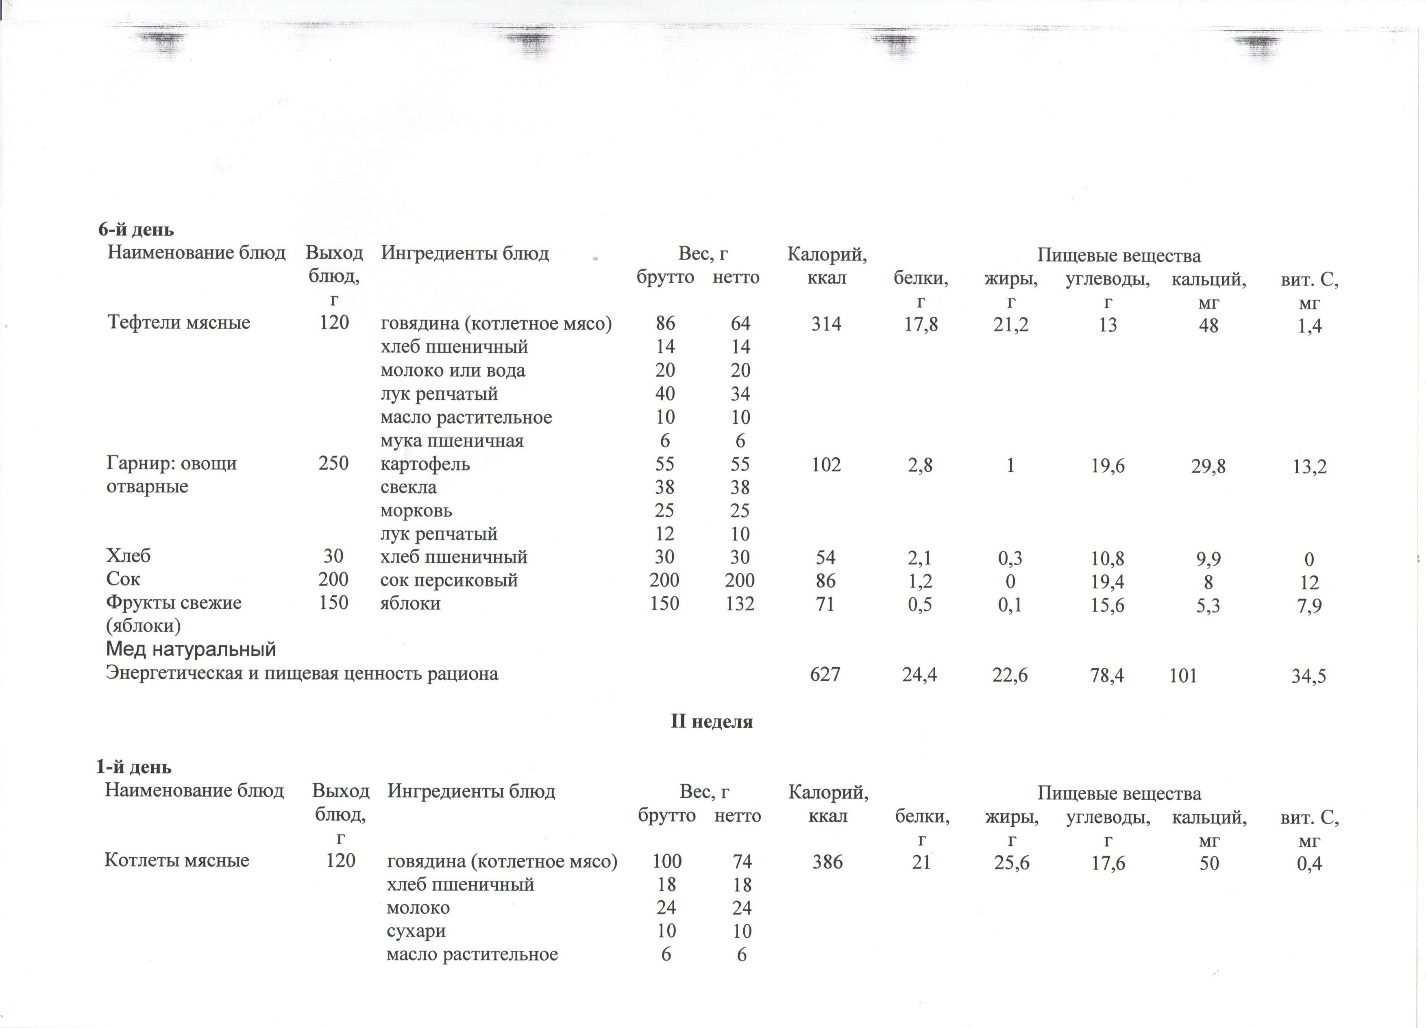 6-й день
Наименование блюд Выход Ингредиенты блюд Вес, г Калорий, Пищевые вещества
блюд, брутто нетто ккал белки, жиры, углеводы, кальций, вит. С,
г г г г мг мг
Тефтели мясные 120 говядина (котлетное мясо) 86 64 314 17,8 21,2 13 48 1,4
хлеб пшеничный 14 14
молоко или вода 20 20
лук репчатый 40 34
масло растительное 10 10
мука пшеничная 6 6
Гарнир: овощи 250 картофель 55 55 102 2,8 1 19,6 29,8 13,2
отварные свекла 38 38
морковь 25 25
лук репчатый 12 10
Хлеб 30 хлеб пшеничный 30 30 54 2,1 0,3 10,8 9,9 0
Сок 200 сок персиковый 200 200 86 1,2 0 19,4 8 12
Фрукты свежие 150 яблоки 150 132 71 0,5 0,1 15,6 5,3 7,9
(яблоки)
Мед натуральный
Энергетическая и пищевая ценность рациона 627 24,4 22,6 78,4 101 34,5
II неделя
1-й день
Наименование блюд Выход Ингредиенты блюд Вес, г Калорий, Пищевые вещества
блюд, брутто нетто ккал белки, жиры, углеводы, кальций, вит. С,
г г г г мг мг
Котлеты мясные 120 говядина (котлетное мясо) 100 74 386 21 25,6 17,6 50 0,4
хлеб пшеничный 18 18
молоко 24 24
сухари 10 10
масло растительное 6 6